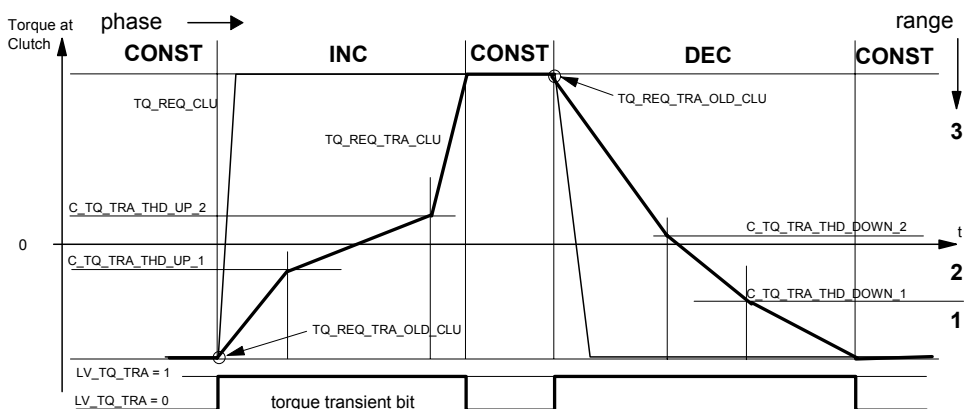 Torque at
Clutch
phase
range
CONST
INC
CONST
DEC
CONST
TQ_REQ_CLU
TQ_REQ_TRA_OLD_CLU
3
TQ_REQ_TRA_CLU
C_TQ_TRA_THD_UP_2
C_TQ_TRA_THD_DOWN_2
t
0
C_TQ_TRA_THD_UP_1
2
C_TQ_TRA_THD_DOWN_1
1
TQ_REQ_TRA_OLD_CLU
LV_TQ_TRA = 1
LV_TQ_TRA = 0
torque transient bit